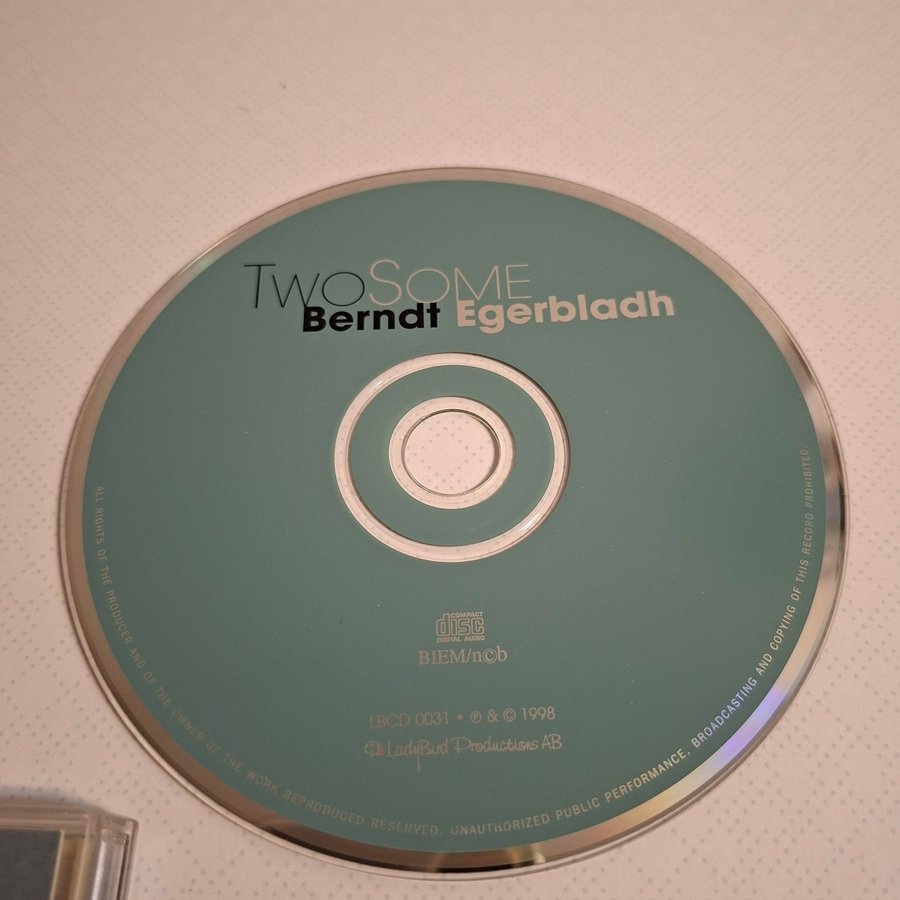 TwoSome
Berndt Egerbladh
COMPACT
disc
DIGITAL AUDIO
BIEM/n©b
LBCD 0031 • ℗ & © 1998
LadyBird Productions AB
ALL RIGHTS OF THE PRODUCER AND OF THE OWNER OF THE WORK REPRODUCED RESERVED. UNAUTHORIZED PUBLIC PERFORMANCE, BROADCASTING AND COPYING OF THIS RECORD PROHIBITED.